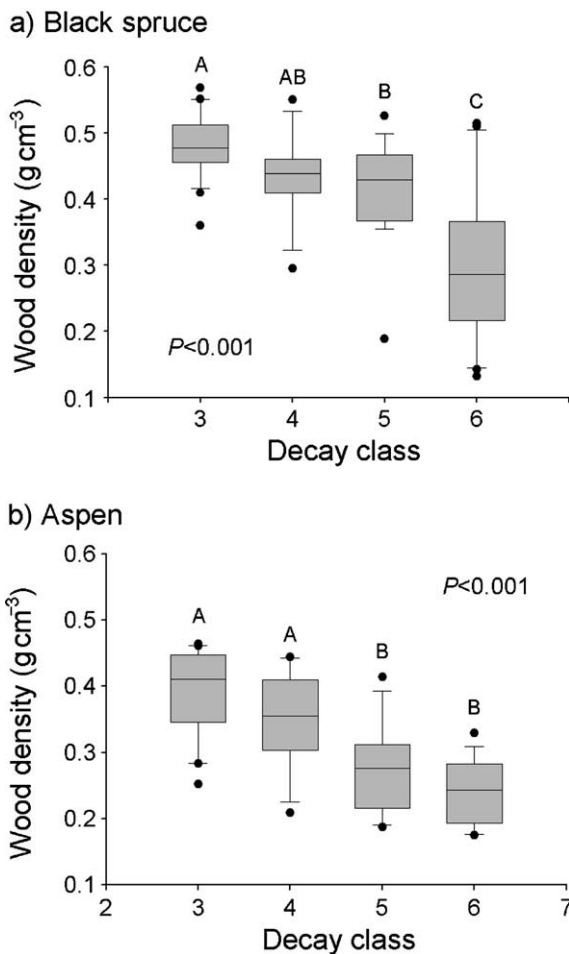 a) Black spruce
0.6
0.5
0.4
0.3
0.2
0.1
Wood density (g cm⁻³)
A
AB
B
C
P<0.001
3 4 5 6
Decay class
b) Aspen
0.6
0.5
0.4
0.3
0.2
0.1
Wood density (g cm⁻³)
P<0.001
A
A
B
B
2 3 4 5 6 7
Decay class